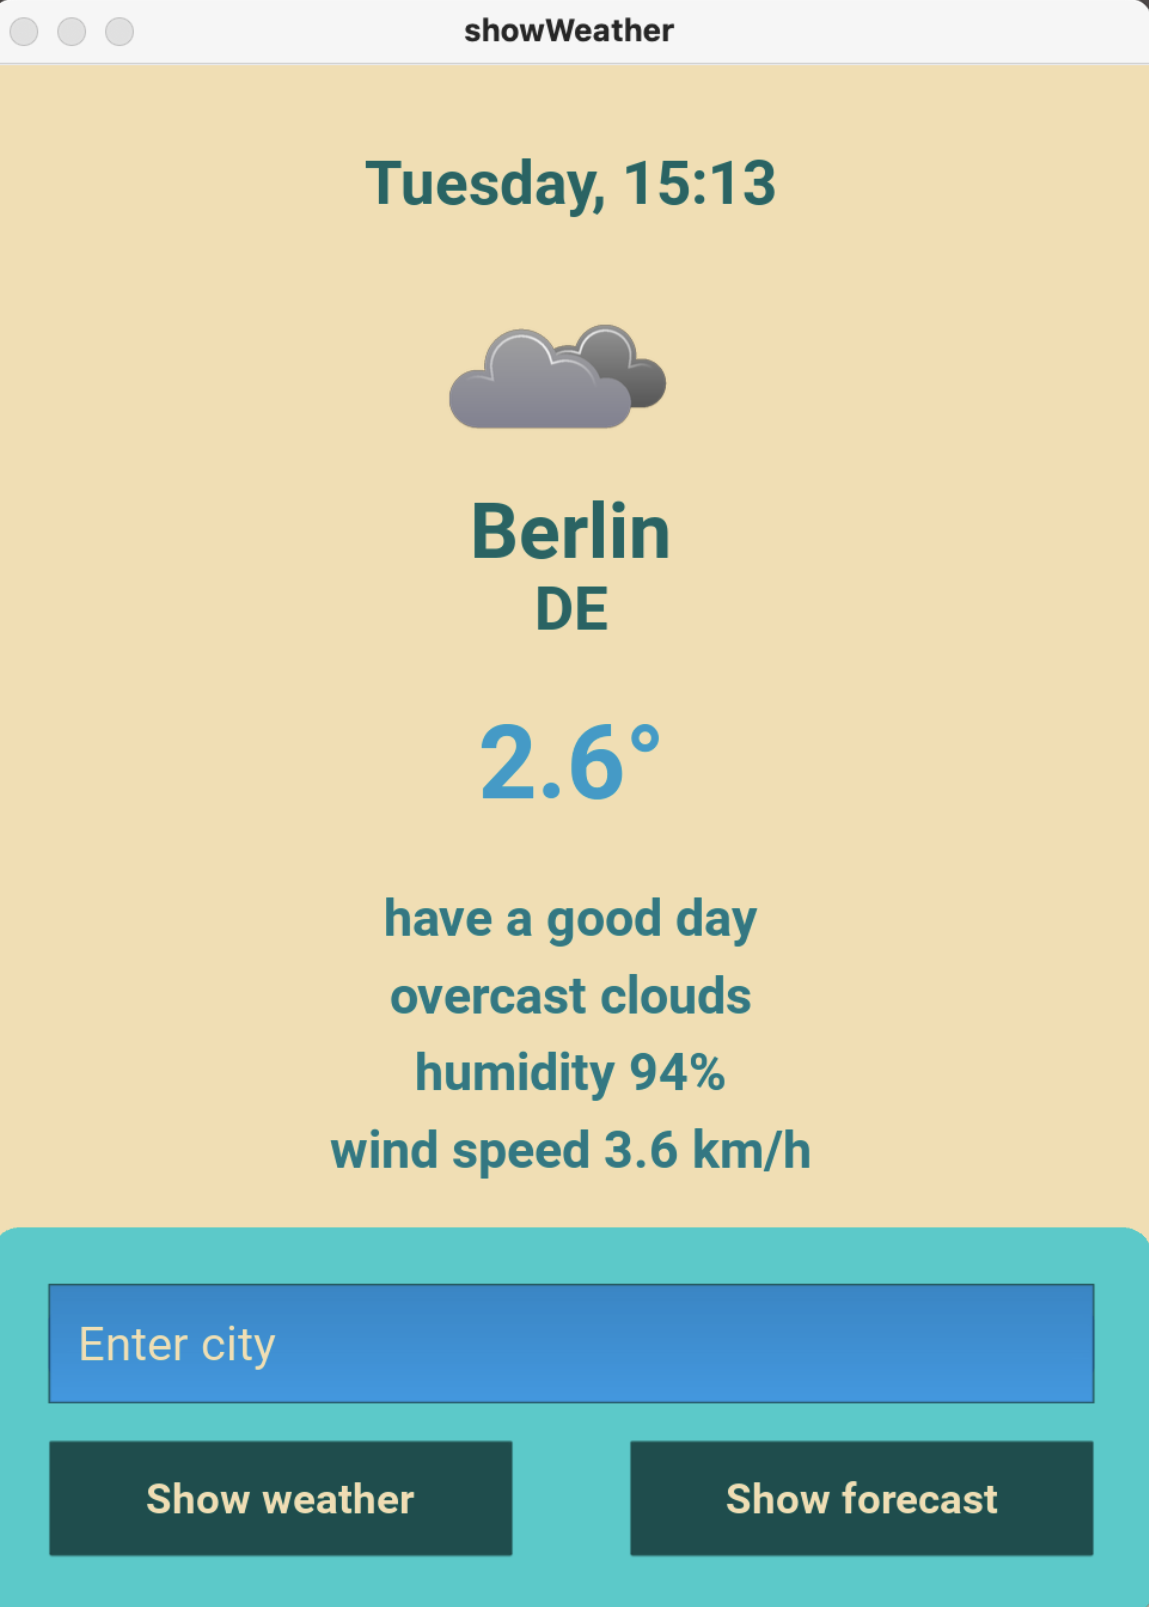 showWeather
Tuesday, 15:13
Berlin
DE
2.6°
have a good day
overcast clouds
humidity 94%
wind speed 3.6 km/h
Enter city
Show weather
Show forecast